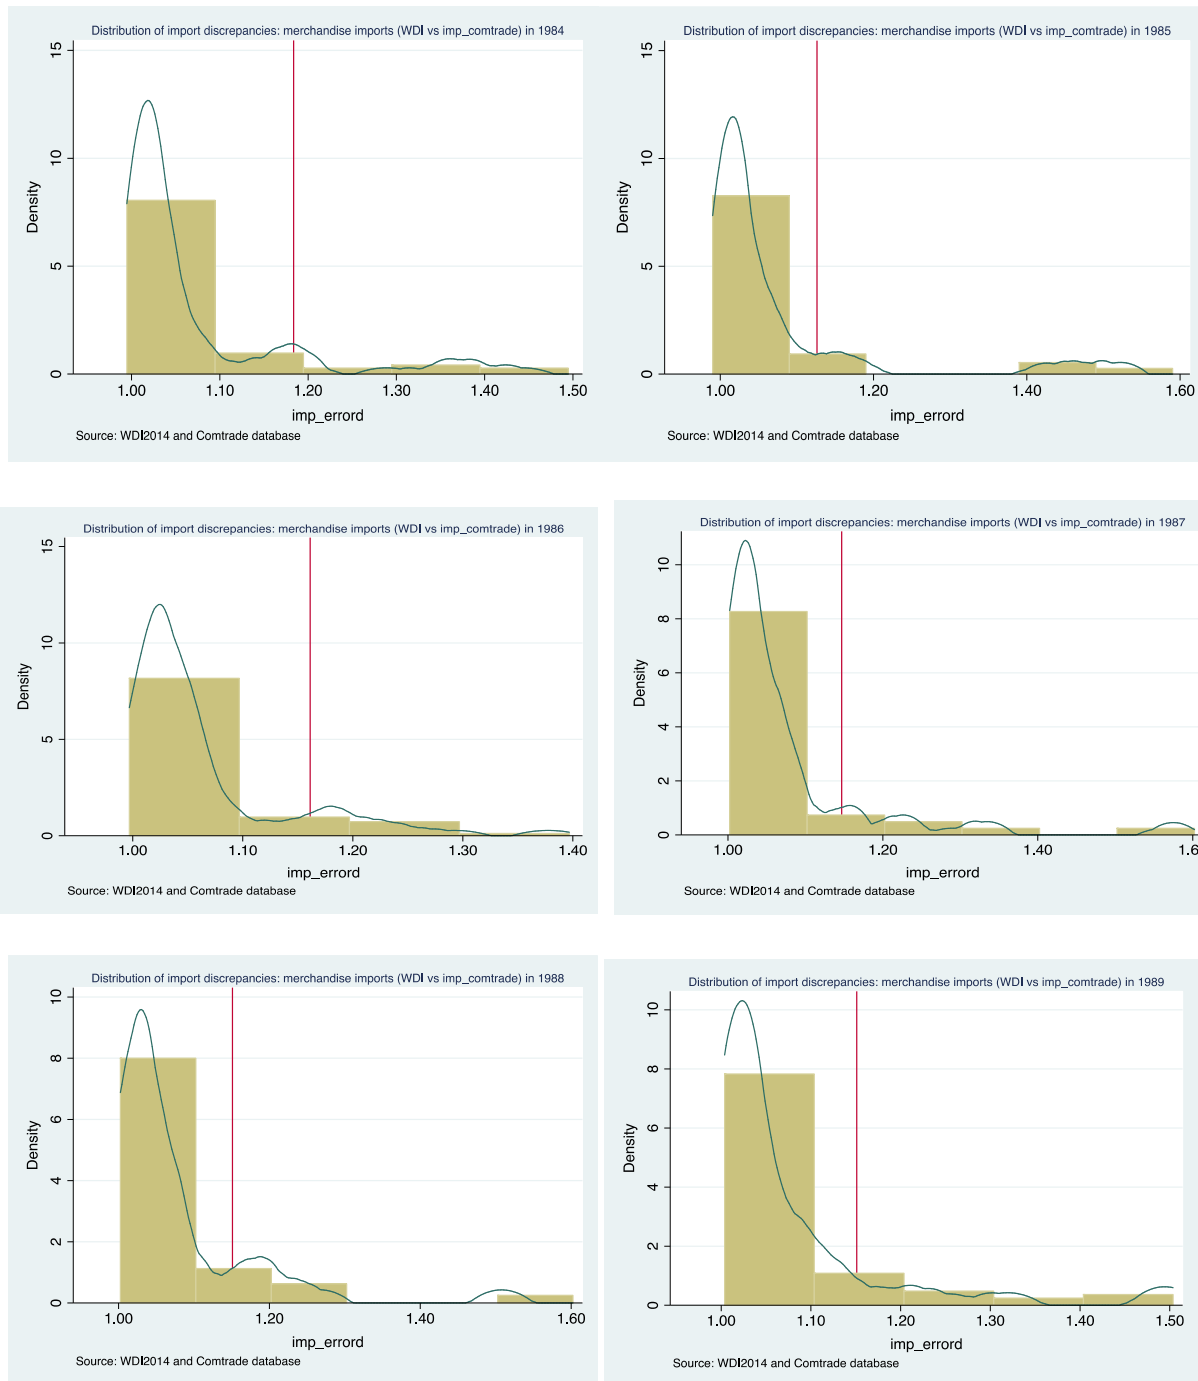 Distribution of import discrepancies: merchandise imports (WDI vs imp_comtrade) in 1984
15
10
5
0
Density
1.00 1.10 1.20 1.30 1.40 1.50
imp_errord
Source: WDI2014 and Comtrade database
Distribution of import discrepancies: merchandise imports (WDI vs imp_comtrade) in 1985
15
10
5
0
Density
1.00 1.20 1.40 1.60
imp_errord
Source: WDI2014 and Comtrade database
Distribution of import discrepancies: merchandise imports (WDI vs imp_comtrade) in 1986
15
10
5
0
Density
1.00 1.10 1.20 1.30 1.40
imp_errord
Source: WDI2014 and Comtrade database
Distribution of import discrepancies: merchandise imports (WDI vs imp_comtrade) in 1987
10
8
6
4
2
0
Density
1.00 1.20 1.40 1.6
imp_errord
Source: WDI2014 and Comtrade database
Distribution of import discrepancies: merchandise imports (WDI vs imp_comtrade) in 1988
10
8
6
4
2
0
Density
1.00 1.20 1.40 1.60
imp_errord
Source: WDI2014 and Comtrade database
Distribution of import discrepancies: merchandise imports (WDI vs imp_comtrade) in 1989
10
8
6
4
2
0
Density
1.00 1.10 1.20 1.30 1.40 1.50
imp_errord
Source: WDI2014 and Comtrade database